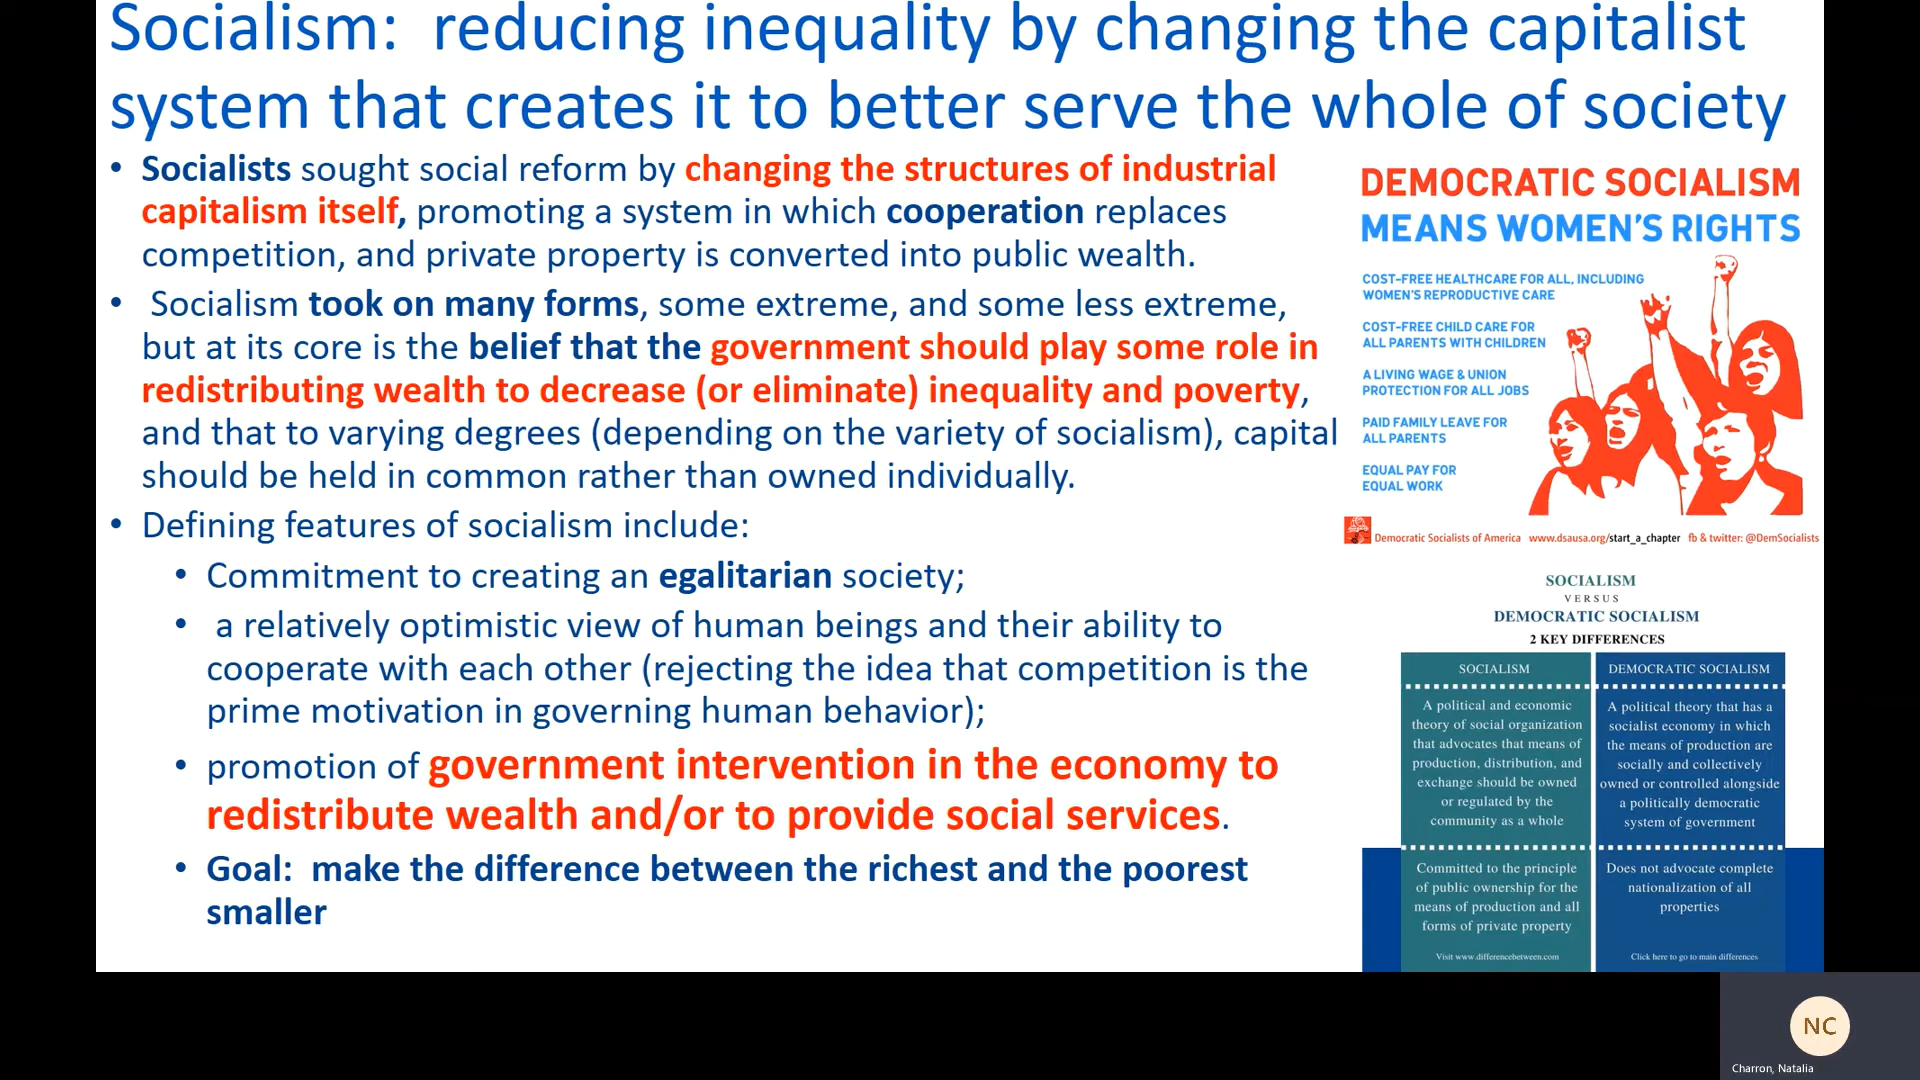 Socialism:  reducing inequality by changing the capitalist
system that creates it to better serve the whole of society
• Socialists sought social reform by changing the structures of industrial
capitalism itself, promoting a system in which cooperation replaces
competition, and private property is converted into public wealth.
• Socialism took on many forms, some extreme, and some less extreme,
but at its core is the belief that the government should play some role in
redistributing wealth to decrease (or eliminate) inequality and poverty,
and that to varying degrees (depending on the variety of socialism), capital
should be held in common rather than owned individually.
• Defining features of socialism include:
• Commitment to creating an egalitarian society;
• a relatively optimistic view of human beings and their ability to
cooperate with each other (rejecting the idea that competition is the
prime motivation in governing human behavior);
• promotion of government intervention in the economy to
redistribute wealth and/or to provide social services.
• Goal:  make the difference between the richest and the poorest
smaller
DEMOCRATIC SOCIALISM
MEANS WOMEN'S RIGHTS
COST-FREE HEALTHCARE FOR ALL, INCLUDING
WOMEN'S REPRODUCTIVE CARE
COST-FREE CHILD CARE FOR
ALL PARENTS WITH CHILDREN
A LIVING WAGE & UNION
PROTECTION FOR ALL JOBS
PAID FAMILY LEAVE FOR
ALL PARENTS
EQUAL PAY FOR
EQUAL WORK
Democratic Socialists of America www.dsausa.org/start_a_chapter fb & twitter: @DemSocialists
SOCIALISM
VERSUS
DEMOCRATIC SOCIALISM
2 KEY DIFFERENCES
SOCIALISM
A political and economic
theory of social organization
that advocates that means of
production, distribution, and
exchange should be owned
or regulated by the
community as a whole
Committed to the principle
of public ownership for the
means of production and all
forms of private property
Visit www.differencebetween.com
DEMOCRATIC SOCIALISM
A political theory that has a
socialist economy in which
the means of production are
socially and collectively
owned or controlled alongside
a politically democratic
system of government
Does not advocate complete
nationalization of all
properties
Click here to go to main differences
NC
Charron, Natalia